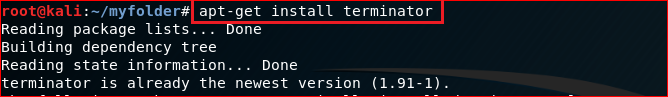 root@kali:~/myfolder# apt-get install terminator
Reading package lists... Done
Building dependency tree
Reading state information... Done
terminator is already the newest version (1.91-1).